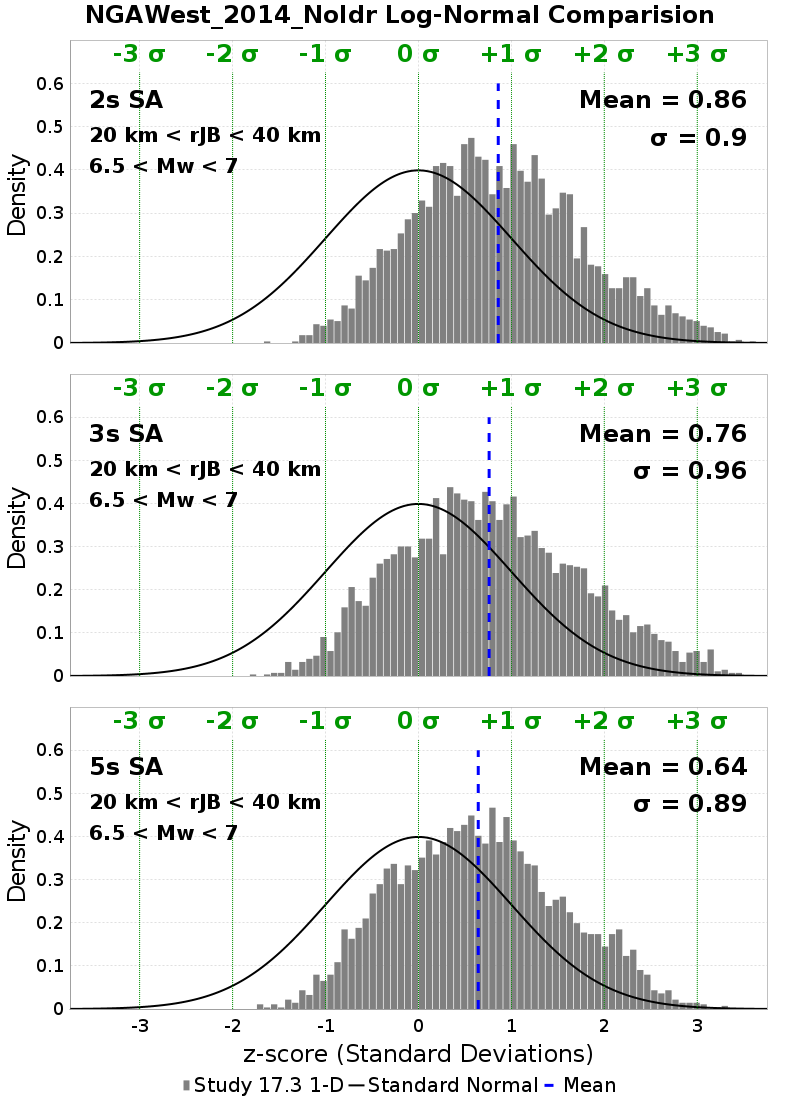 NGAWest_2014_NoIdr Log-Normal Comparision
-3 σ -2 σ -1 σ 0 σ +1 σ +2 σ +3 σ
2s SA
20 km < rJB < 40 km
6.5 < Mw < 7
Mean = 0.86
σ = 0.9
Density
0.6
0.5
0.4
0.3
0.2
0.1
0
-3 σ -2 σ -1 σ 0 σ +1 σ +2 σ +3 σ
3s SA
20 km < rJB < 40 km
6.5 < Mw < 7
Mean = 0.76
σ = 0.96
Density
0.6
0.5
0.4
0.3
0.2
0.1
0
-3 σ -2 σ -1 σ 0 σ +1 σ +2 σ +3 σ
5s SA
20 km < rJB < 40 km
6.5 < Mw < 7
Mean = 0.64
σ = 0.89
Density
0.6
0.5
0.4
0.3
0.2
0.1
0
-3 -2 -1 0 1 2 3
z-score (Standard Deviations)
Study 17.3 1-D Standard Normal Mean